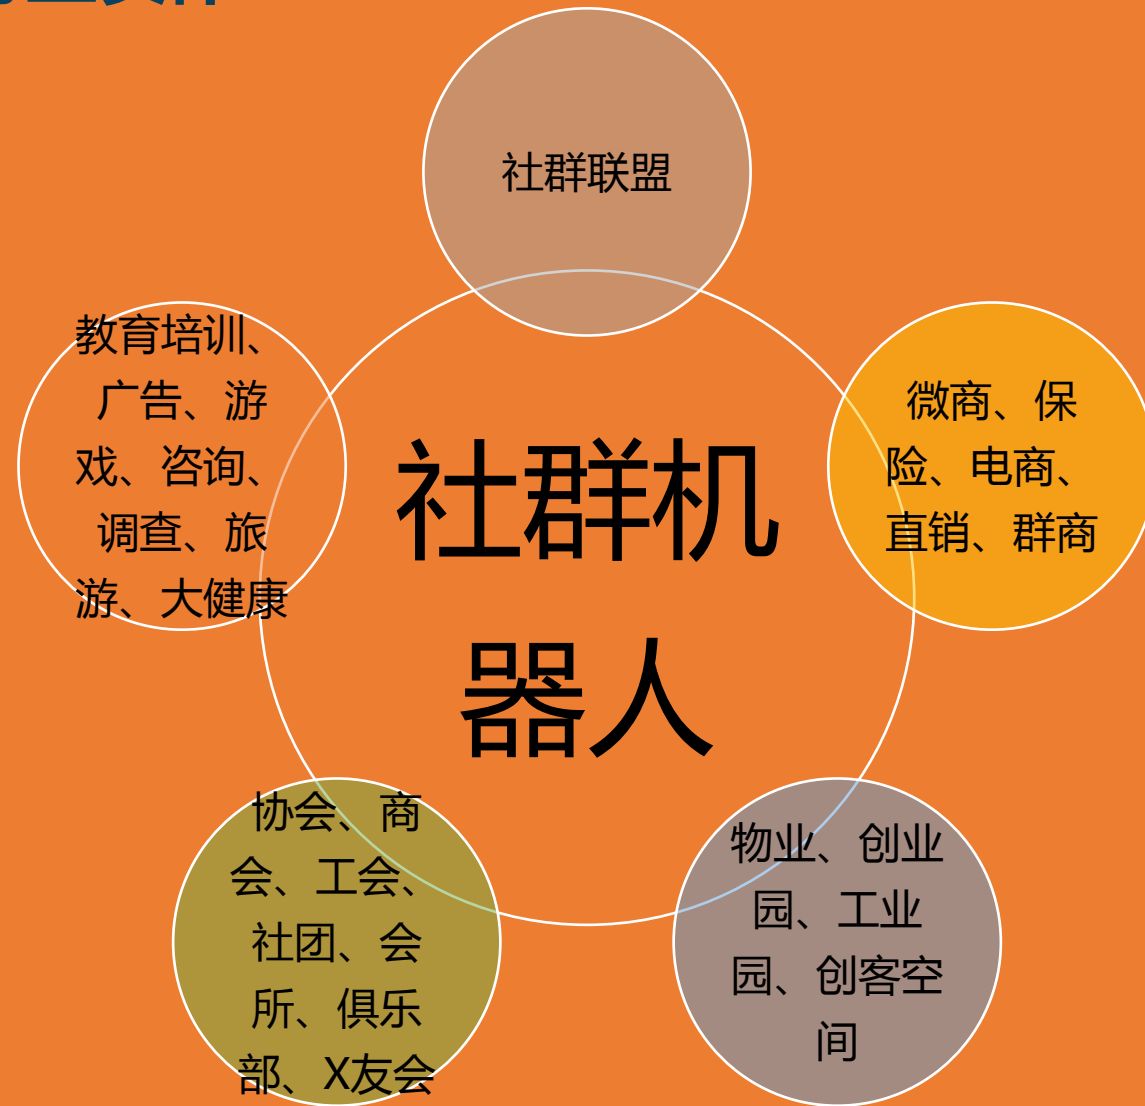 社群联盟
教育培训、
广告、游
戏、咨询、
调查、旅
游、大健康
社群机
器人
微商、保
险、电商、
直销、群商
协会、商
会、工会、
社团、会
所、俱乐
部、X友会
物业、创业
园、工业
园、创客空
间